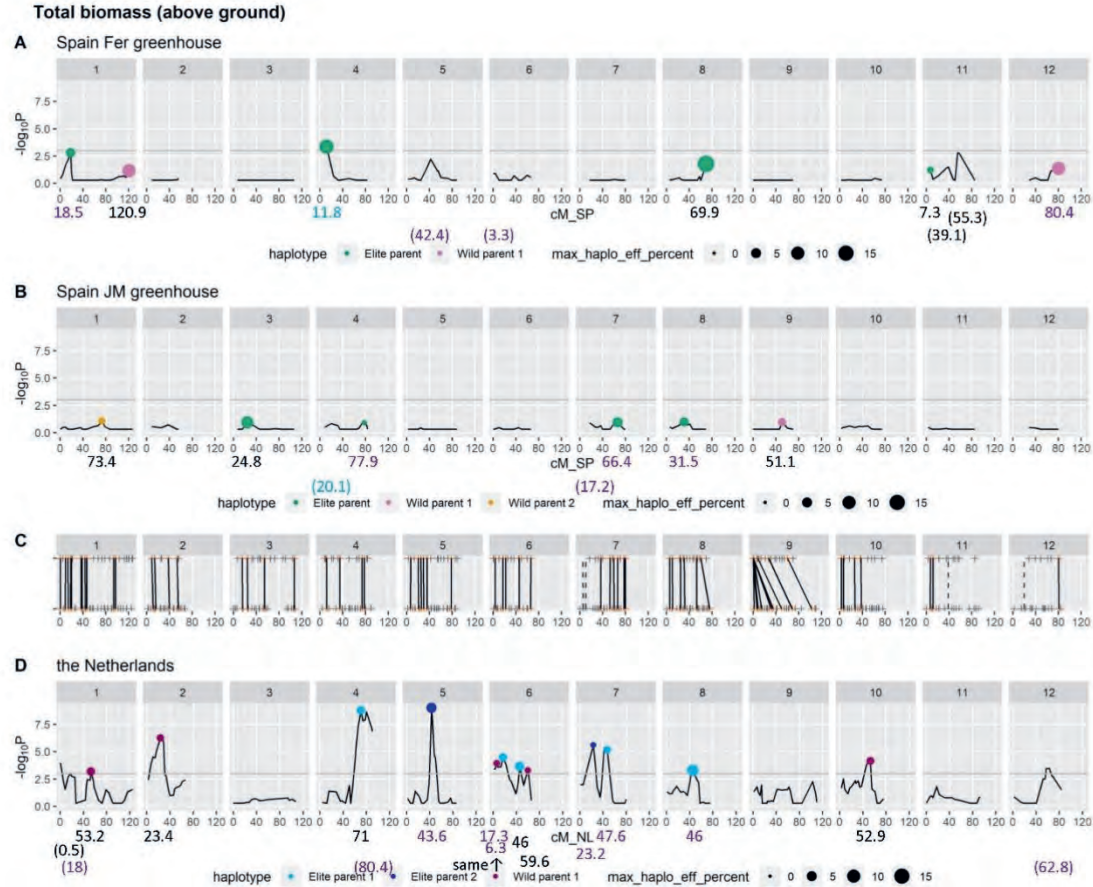 Total biomass (above ground)
A Spain Fer greenhouse
1 2 3 4 5 6 7 8 9 10 11 12
-log10P
7.5
5.0
2.5
0.0
0 40 80 120 0 40 80 120 0 40 80 120 0 40 80 120 0 40 80 120 0 40 80 120 0 40 80 120 0 40 80 120 0 40 80 120 0 40 80 120 0 40 80 120 0 40 80 120
18.5 120.9 11.8 cM_SP 69.9 7.3 (55.3) 80.4
(42.4) (3.3) (39.1)
haplotype Elite parent Wild parent 1 max_haplo_eff_percent 0 5 10 15
B Spain JM greenhouse
1 2 3 4 5 6 7 8 9 10 11 12
-log10P
7.5
5.0
2.5
0.0
0 40 80 120 0 40 80 120 0 40 80 120 0 40 80 120 0 40 80 120 0 40 80 120 0 40 80 120 0 40 80 120 0 40 80 120 0 40 80 120 0 40 80 120 0 40 80 120
73.4 24.8 77.9 cM_SP 66.4 31.5 51.1
(20.1) (17.2)
haplotype Elite parent Wild parent 1 Wild parent 2 max_haplo_eff_percent 0 5 10 15
C
1 2 3 4 5 6 7 8 9 10 11 12
0 40 80 120 0 40 80 120 0 40 80 120 0 40 80 120 0 40 80 120 0 40 80 120 0 40 80 120 0 40 80 120 0 40 80 120 0 40 80 120 0 40 80 120 0 40 80 120
D the Netherlands
1 2 3 4 5 6 7 8 9 10 11 12
-log10P
7.5
5.0
2.5
0.0
0 40 80 120 0 40 80 120 0 40 80 120 0 40 80 120 0 40 80 120 0 40 80 120 0 40 80 120 0 40 80 120 0 40 80 120 0 40 80 120 0 40 80 120 0 40 80 120
53.2 23.4 71 43.6 17.3 46 cM_NL 47.6 46 52.9
(0.5) 6.3 59.6 23.2
(18) (80.4) same↑ (62.8)
haplotype Elite parent 1 Elite parent 2 Wild parent 1 max_haplo_eff_percent 0 5 10 15